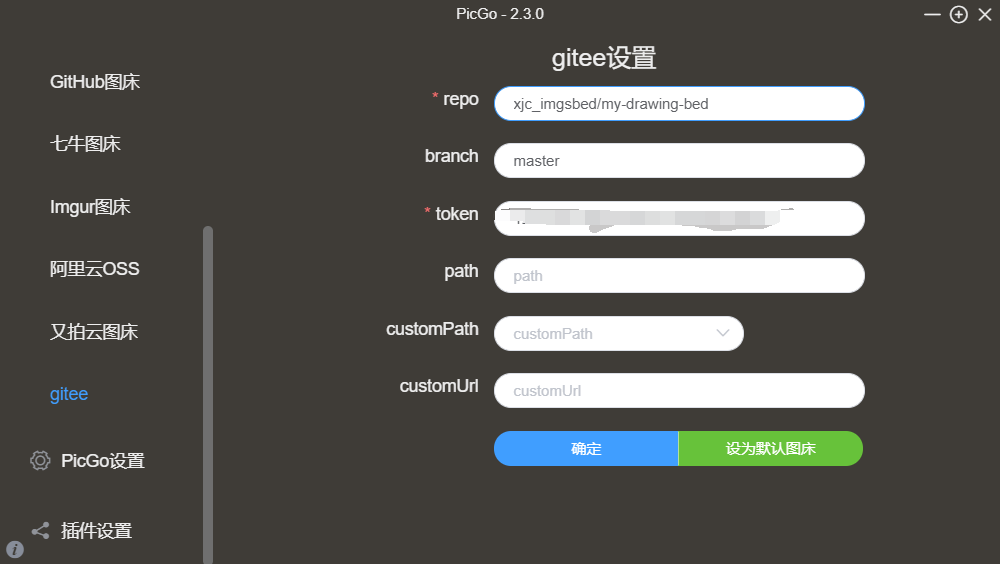 PicGo - 2.3.0
GitHub图床
七牛图床
Imgur图床
阿里云OSS
又拍云图床
gitee
PicGo设置
插件设置
gitee设置
* repo
xjc_imgsbed/my-drawing-bed
branch
master
* token
path
path
customPath
customPath
customUrl
customUrl
确定
设为默认图床